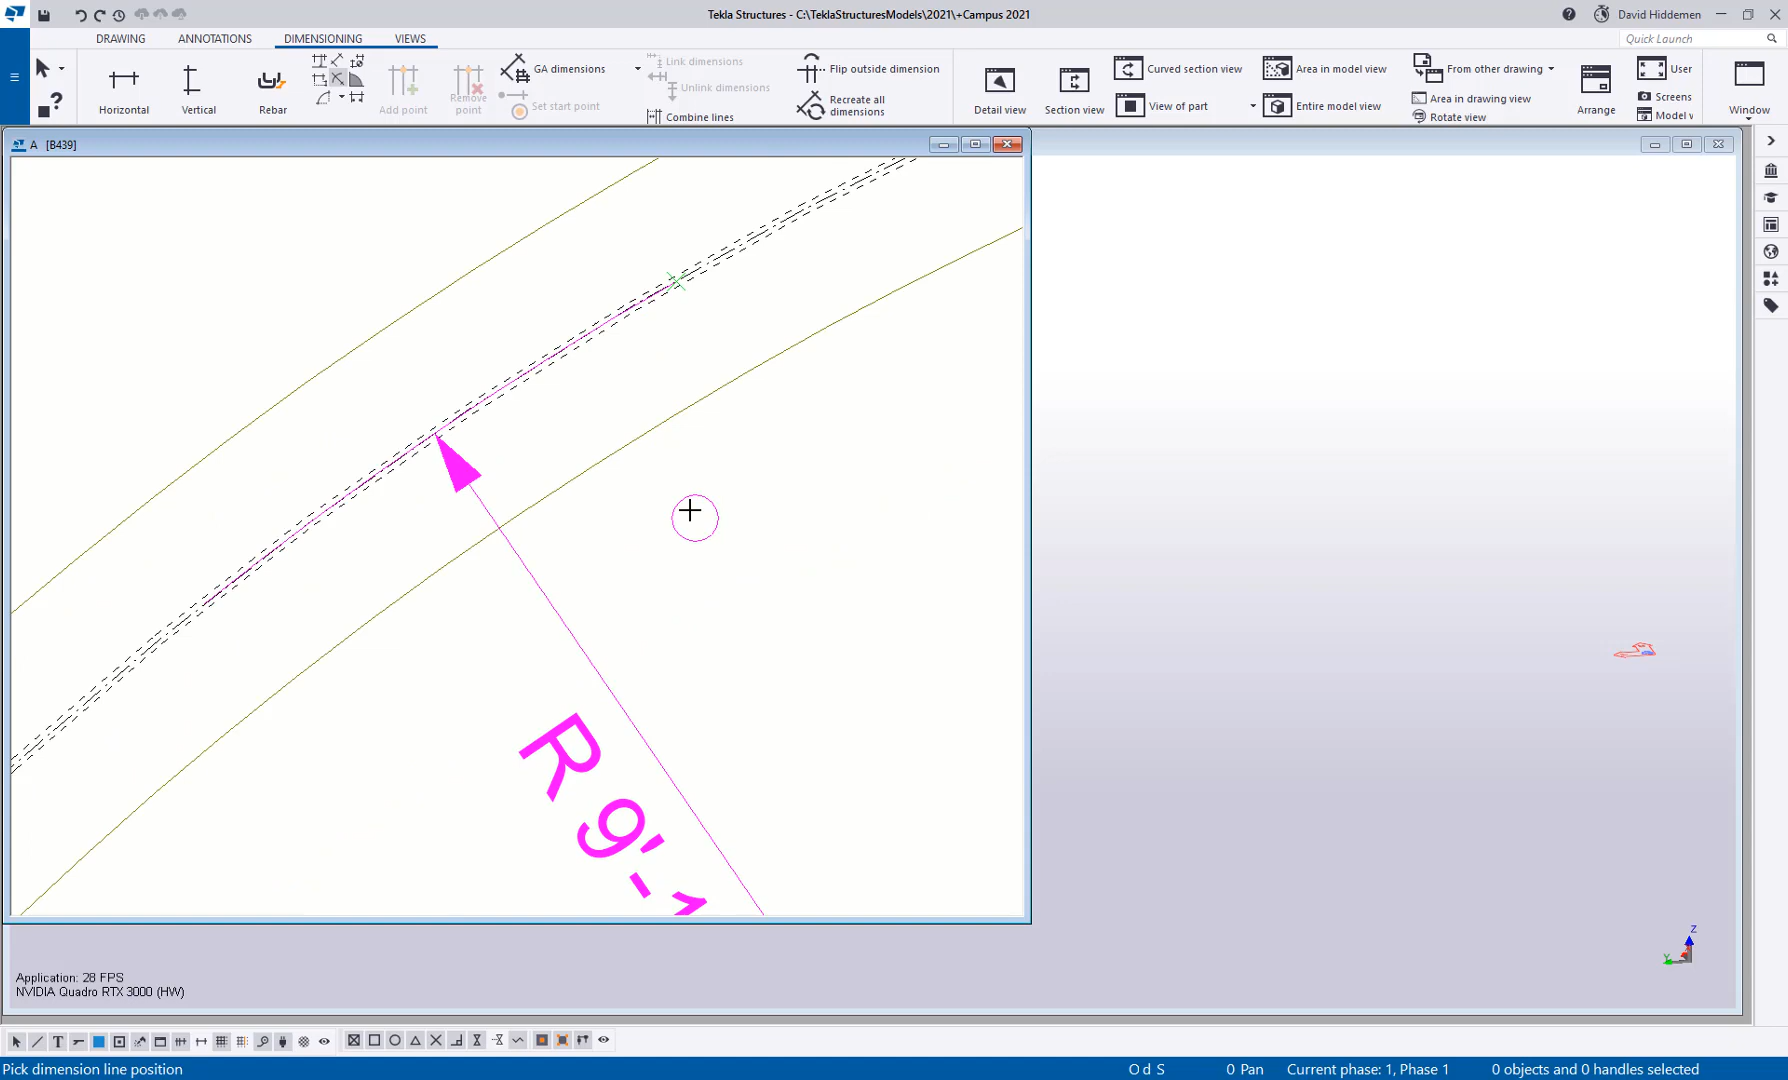 Tekla Structures - C:\TeklaStructuresModels\2021\+Campus 2021
David Hiddemen
DRAWING
ANNOTATIONS
DIMENSIONING
VIEWS
Quick Launch
Horizontal
Vertical
Rebar
Add point
Remove point
GA dimensions
Set start point
Link dimensions
Unlink dimensions
Combine lines
Flip outside dimension
Recreate all dimensions
Detail view
Section view
Curved section view
View of part
Area in model view
Entire model view
From other drawing
Area in drawing view
Rotate view
Arrange
User
Screens
Model v
Window
A [B439]
R 9'-1
Z
Y
Application: 28 FPS
NVIDIA Quadro RTX 3000 (HW)
Pick dimension line position
O d S
0 Pan
Current phase: 1, Phase 1
0 objects and 0 handles selected